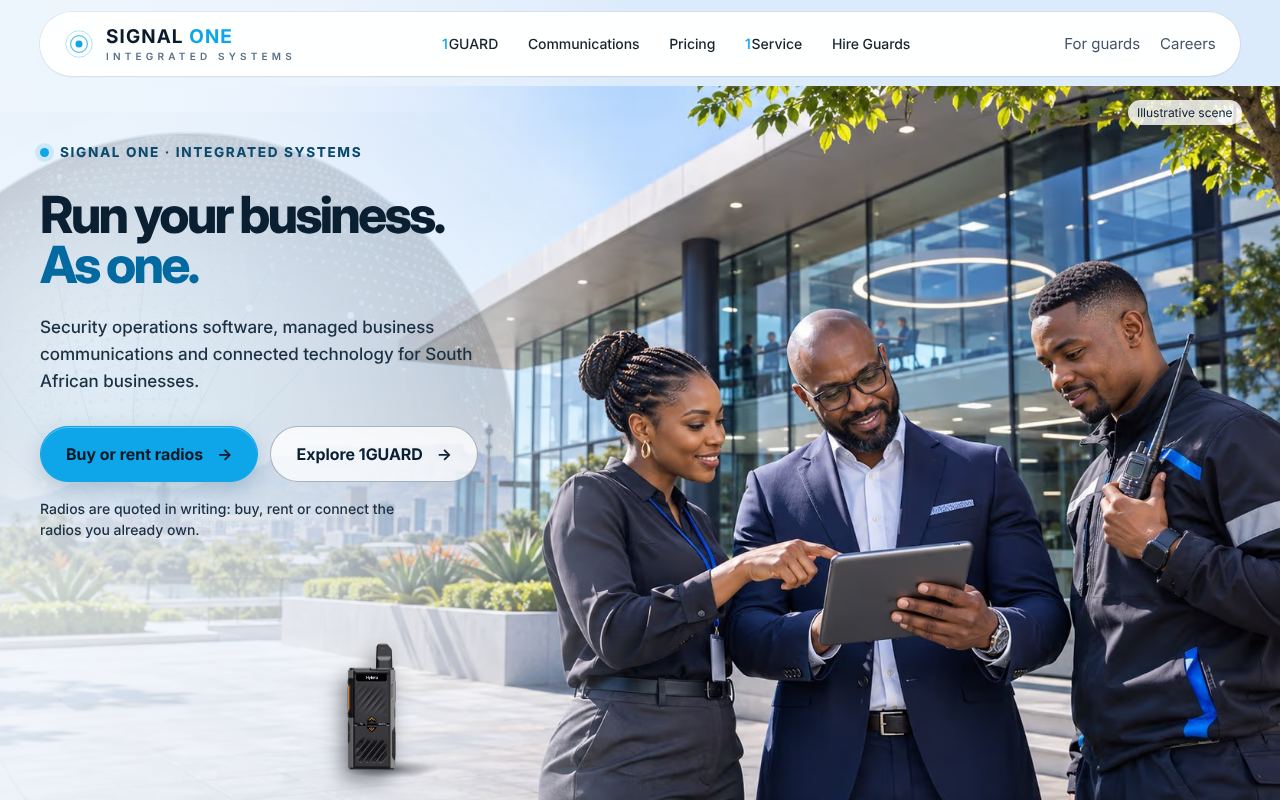 SIGNAL ONE
INTEGRATED SYSTEMS
1GUARD
Communications
Pricing
1Service
Hire Guards
For guards
Careers
Illustrative scene
SIGNAL ONE · INTEGRATED SYSTEMS
Run your business.
As one.
Security operations software, managed business
communications and connected technology for South
African businesses.
Buy or rent radios →
Explore 1GUARD →
Radios are quoted in writing: buy, rent or connect the
radios you already own.
Hytera